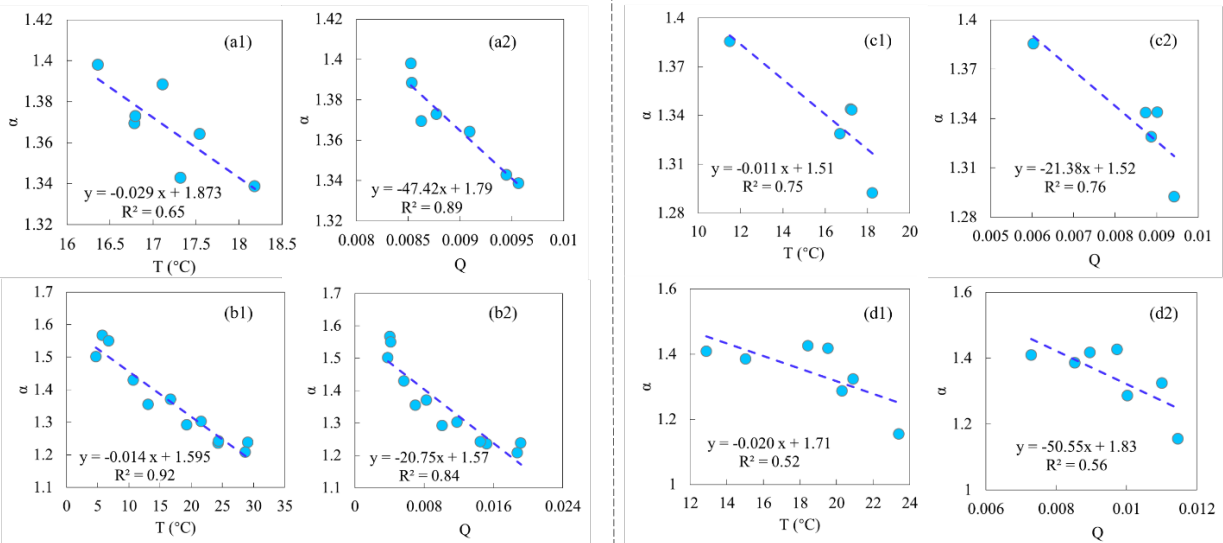 1.42
1.4
1.38
1.36
1.34
1.32
α
(a1)
y = -0.029 x + 1.873
R² = 0.65
16
16.5
17
17.5
18
18.5
T (°C)
1.42
1.4
1.38
1.36
1.34
1.32
α
(a2)
y = -47.42x + 1.79
R² = 0.89
0.008
0.0085
0.009
0.0095
0.01
Q
1.4
1.37
1.34
1.31
1.28
α
(c1)
y = -0.011 x + 1.51
R² = 0.75
10
12
14
16
18
20
T (°C)
1.4
1.37
1.34
1.31
1.28
α
(c2)
y = -21.38x + 1.52
R² = 0.76
0.005
0.006
0.007
0.008
0.009
0.01
Q
1.7
1.6
1.5
1.4
1.3
1.2
1.1
α
(b1)
y = -0.014 x + 1.595
R² = 0.92
0
5
10
15
20
25
30
35
T (°C)
1.7
1.6
1.5
1.4
1.3
1.2
1.1
α
(b2)
y = -20.75x + 1.57
R² = 0.84
0
0.008
0.016
0.024
Q
1.6
1.4
1.2
1
α
(d1)
y = -0.020 x + 1.71
R² = 0.52
12
14
16
18
20
22
24
T (°C)
1.6
1.4
1.2
1
α
(d2)
y = -50.55x + 1.83
R² = 0.56
0.006
0.008
0.01
0.012
Q